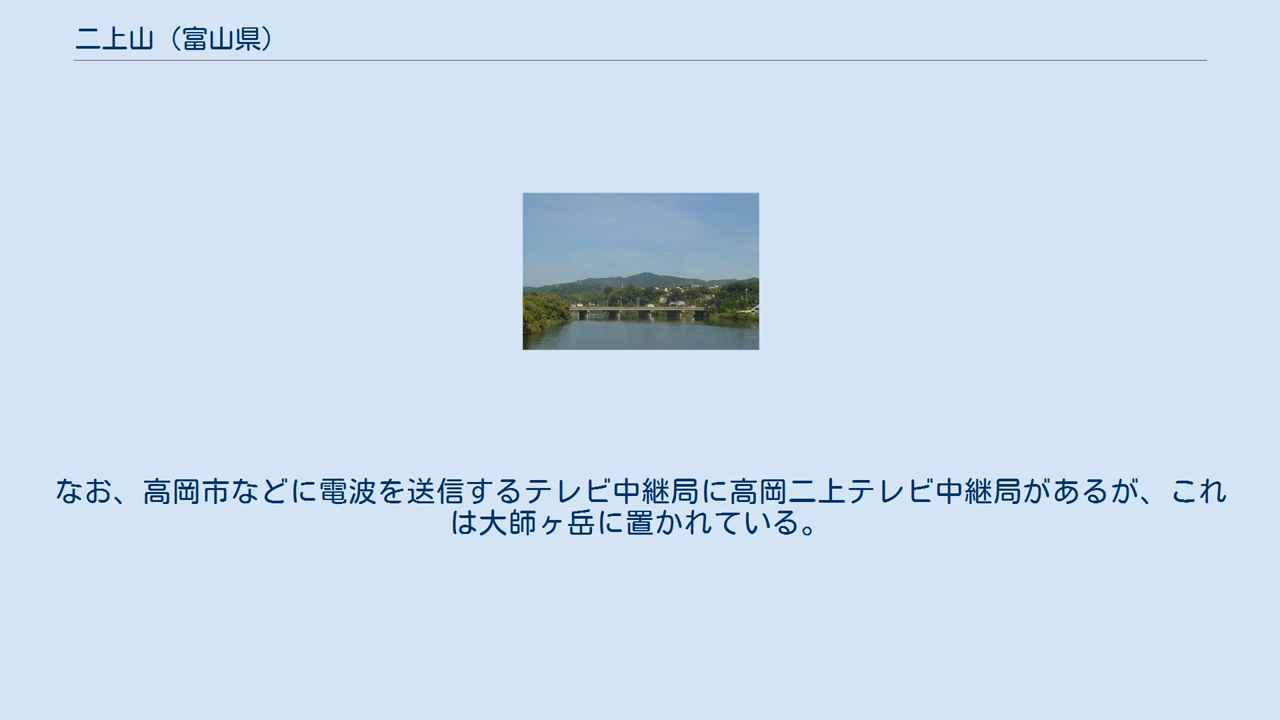 二上山（富山県）
なお、高岡市などに電波を送信するテレビ中継局に高岡二上テレビ中継局があるが、これ
は大師ヶ岳に置かれている。